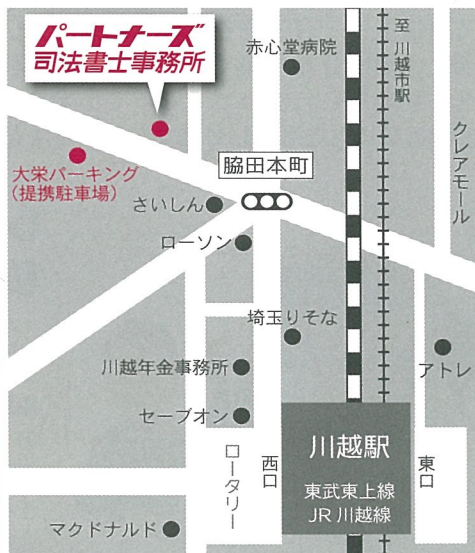 パートナーズ
司法書士事務所
赤心堂病院
至 川越市駅
クレアモール
大栄パーキング
(提携駐車場)
脇田本町
さいしん
ローソン
埼玉りそな
アトレ
川越年金事務所
セーブオン
ロータリー
西口
川越駅
東武東上線
JR 川越線
東口
マクドナルド